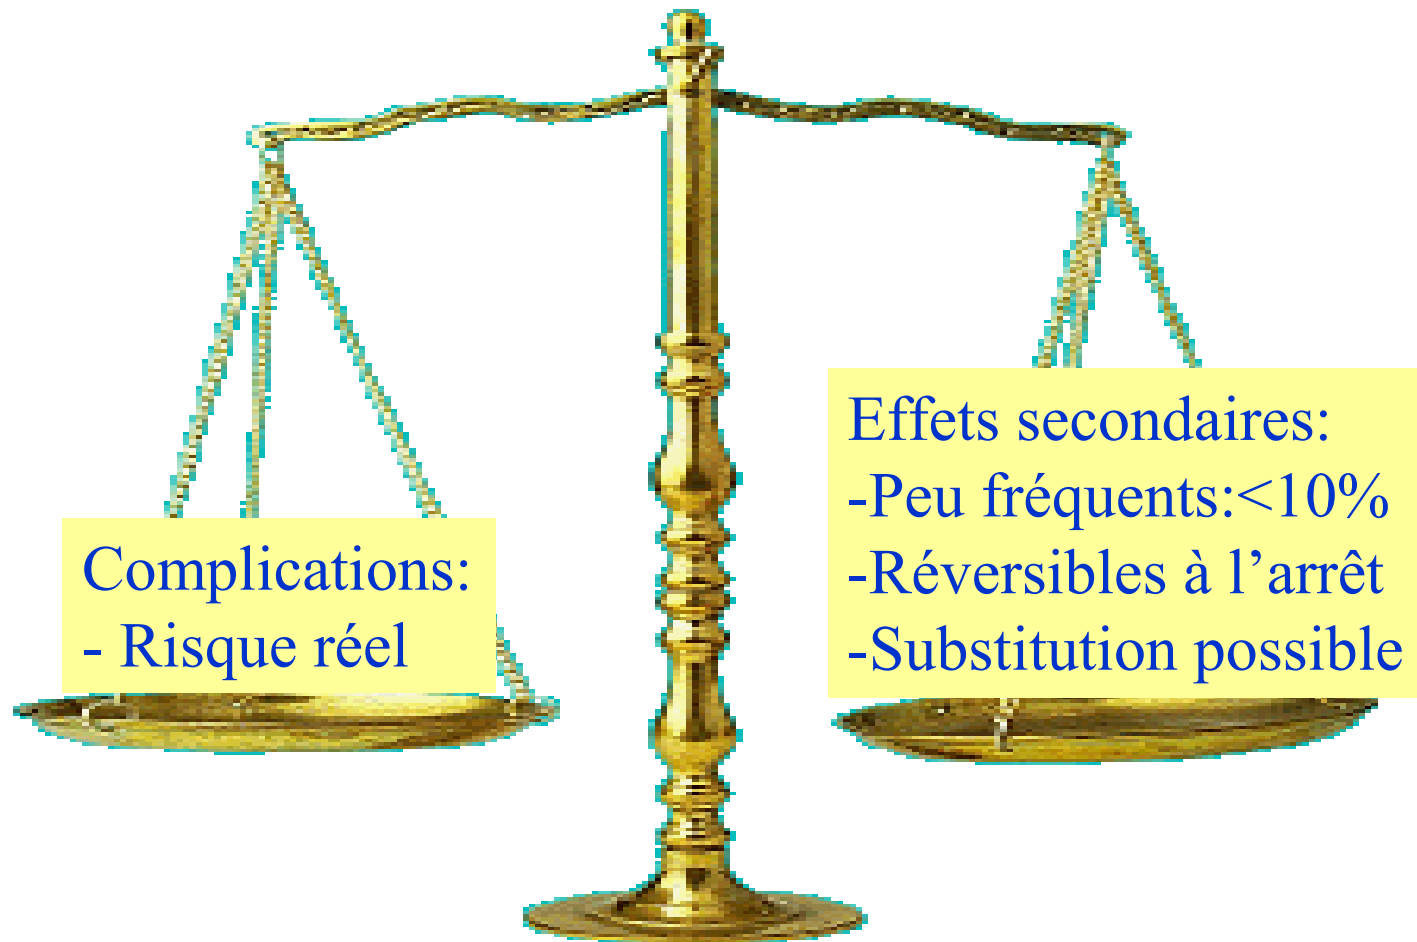 Complications:
- Risque réel
Effets secondaires:
-Peu fréquents:<10%
-Réversibles à l’arrêt
-Substitution possible